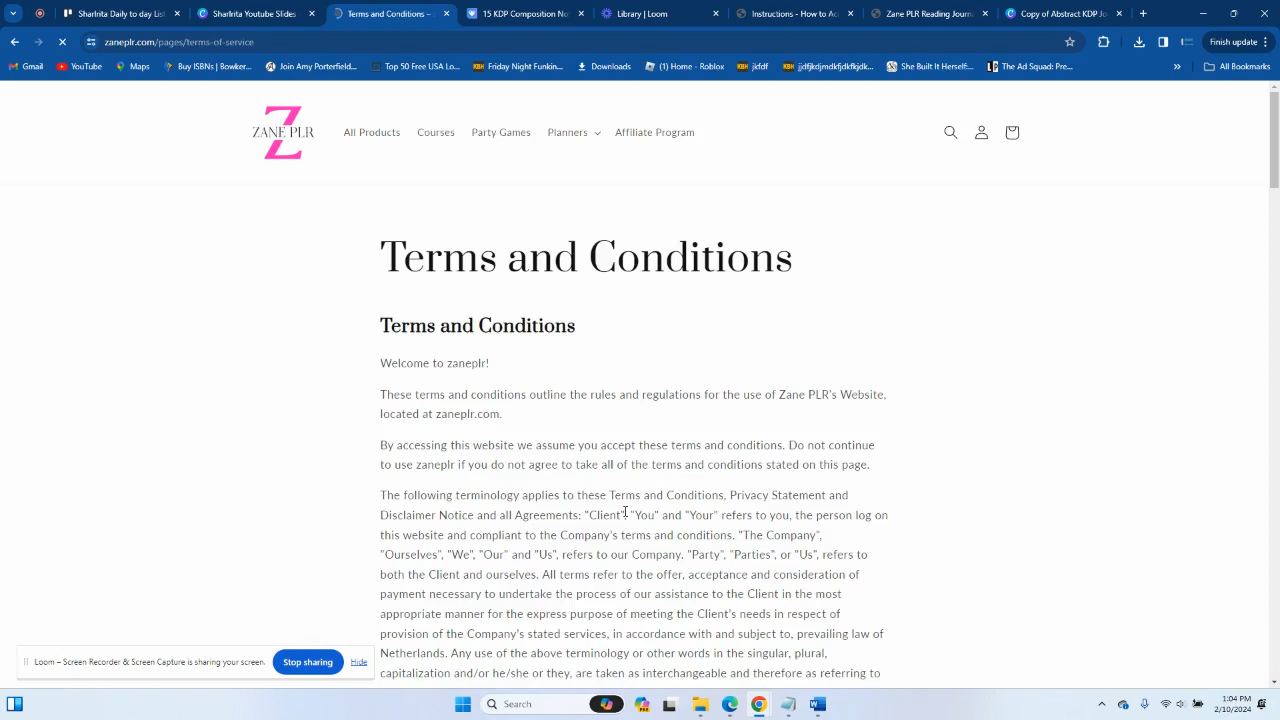 Sharlrita Daily to day List
Sharlrita Youtube Slides
Terms and Conditions –
15 KDP Composition No
Library | Loom
Instructions - How to Ac
Zane PLR Reading Journa
Copy of Abstract KDP Jo
zaneplr.com/pages/terms-of-service
Finish update
Gmail
YouTube
Maps
Buy ISBNs | Bowker...
Join Amy Porterfield...
Top 50 Free USA Lo...
Friday Night Funkin...
Downloads
(1) Home - Roblox
jkfdf
jjdfjkdjmdkfjdkfjkdk...
She Built It Herself:...
The Ad Squad: Pre...
All Bookmarks
Z
ZANE PLR
All Products
Courses
Party Games
Planners
Affiliate Program
Terms and Conditions
Terms and Conditions
Welcome to zaneplr!
These terms and conditions outline the rules and regulations for the use of Zane PLR's Website,
located at zaneplr.com.
By accessing this website we assume you accept these terms and conditions. Do not continue
to use zaneplr if you do not agree to take all of the terms and conditions stated on this page.
The following terminology applies to these Terms and Conditions, Privacy Statement and
Disclaimer Notice and all Agreements: "Client", "You" and "Your" refers to you, the person log on
this website and compliant to the Company's terms and conditions. "The Company",
"Ourselves", "We", "Our" and "Us", refers to our Company. "Party", "Parties", or "Us", refers to
both the Client and ourselves. All terms refer to the offer, acceptance and consideration of
payment necessary to undertake the process of our assistance to the Client in the most
appropriate manner for the express purpose of meeting the Client's needs in respect of
provision of the Company's stated services, in accordance with and subject to, prevailing law of
Netherlands. Any use of the above terminology or other words in the singular, plural,
capitalization and/or he/she or they, are taken as interchangeable and therefore as referring to
Loom – Screen Recorder & Screen Capture is sharing your screen.
Stop sharing
Hide
Search
1:04 PM
2/10/2024